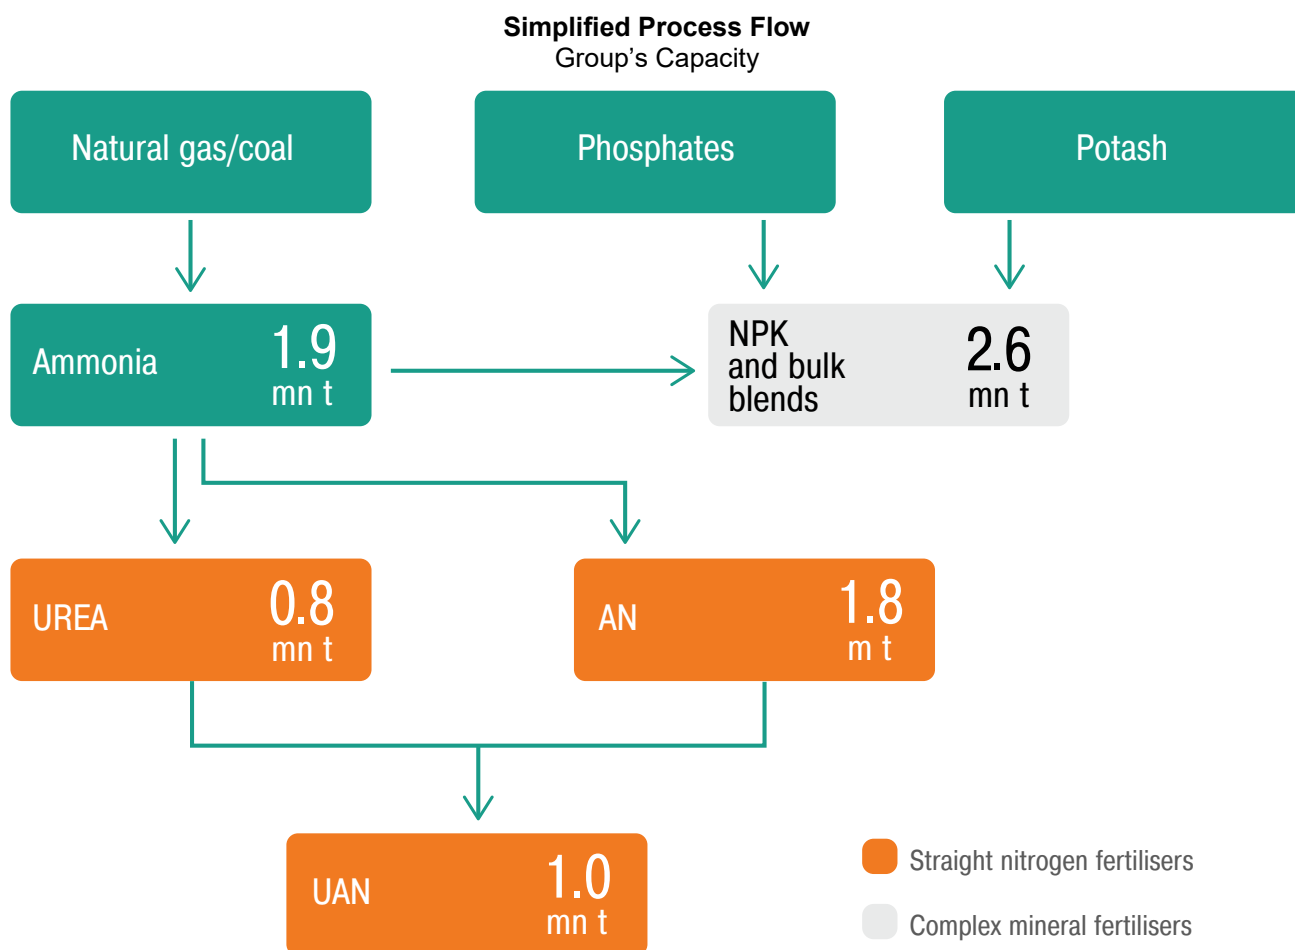 Simplified Process Flow
Group's Capacity
Natural gas/coal
Phosphates
Potash
Ammonia
1.9
mn t
NPK
and bulk
blends
2.6
mn t
UREA
0.8
mn t
AN
1.8
m t
UAN
1.0
mn t
Straight nitrogen fertilisers
Complex mineral fertilisers